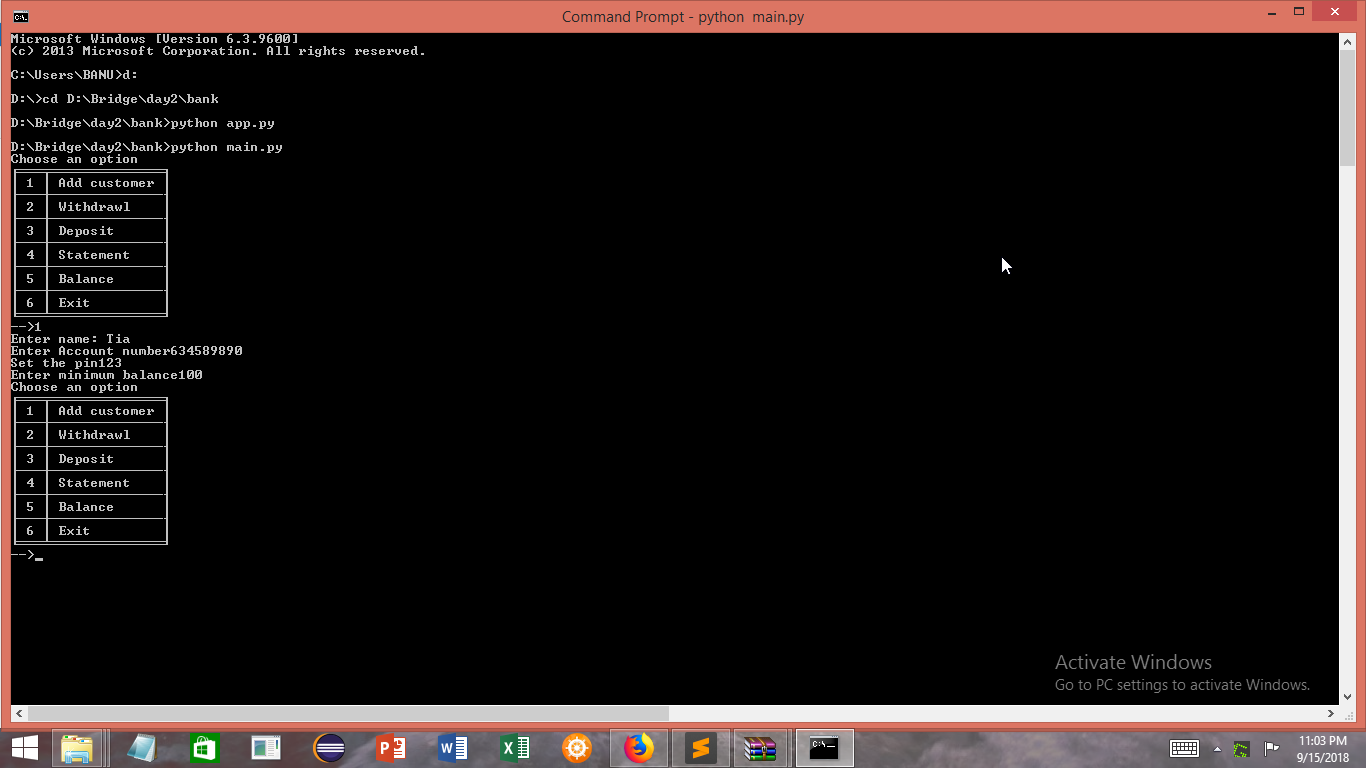 Command Prompt - python  main.py
Microsoft Windows [Version 6.3.9600]
(c) 2013 Microsoft Corporation. All rights reserved.
C:\Users\BANU>d:
D:\>cd D:\Bridge\day2\bank
D:\Bridge\day2\bank>python app.py
D:\Bridge\day2\bank>python main.py
Choose an option
1 Add customer
2 Withdrawl
3 Deposit
4 Statement
5 Balance
6 Exit
-->1
Enter name: Tia
Enter Account number634589890
Set the pin123
Enter minimum balance100
Choose an option
1 Add customer
2 Withdrawl
3 Deposit
4 Statement
5 Balance
6 Exit
-->_
Activate Windows
Go to PC settings to activate Windows.
11:03 PM
9/15/2018